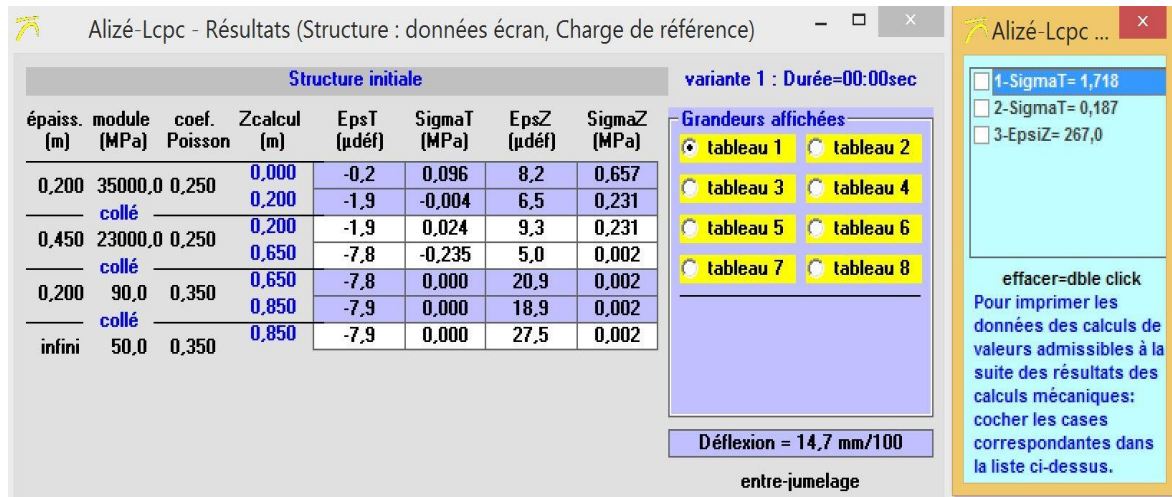 Alizé-Lcpc - Résultats (Structure : données écran, Charge de référence)
Structure initiale
variante 1 : Durée=00:00sec
épaiss. module coef. Zcalcul EpsT SigmaT EpsZ SigmaZ
(m) (MPa) Poisson (m) (µdéf) (MPa) (µdéf) (MPa)
0,000 -0,2 0,096 8,2 0,657
0,200 35000,0 0,250
0,200 -1,9 -0,004 6,5 0,231
collé
0,200 -1,9 0,024 9,3 0,231
0,450 23000,0 0,250
0,650 -7,8 -0,235 5,0 0,002
collé
0,650 -7,8 0,000 20,9 0,002
0,200 90,0 0,350
0,850 -7,9 0,000 18,9 0,002
collé
0,850 -7,9 0,000 27,5 0,002
infini 50,0 0,350
Grandeurs affichées
tableau 1 tableau 2
tableau 3 tableau 4
tableau 5 tableau 6
tableau 7 tableau 8
Déflexion = 14,7 mm/100
entre-jumelage
Alizé-Lcpc ...
1-SigmaT= 1,718
2-SigmaT= 0,187
3-EpsiZ= 267,0
effacer=dble click
Pour imprimer les
données des calculs de
valeurs admissibles à la
suite des résultats des
calculs mécaniques:
cocher les cases
correspondantes dans
la liste ci-dessus.